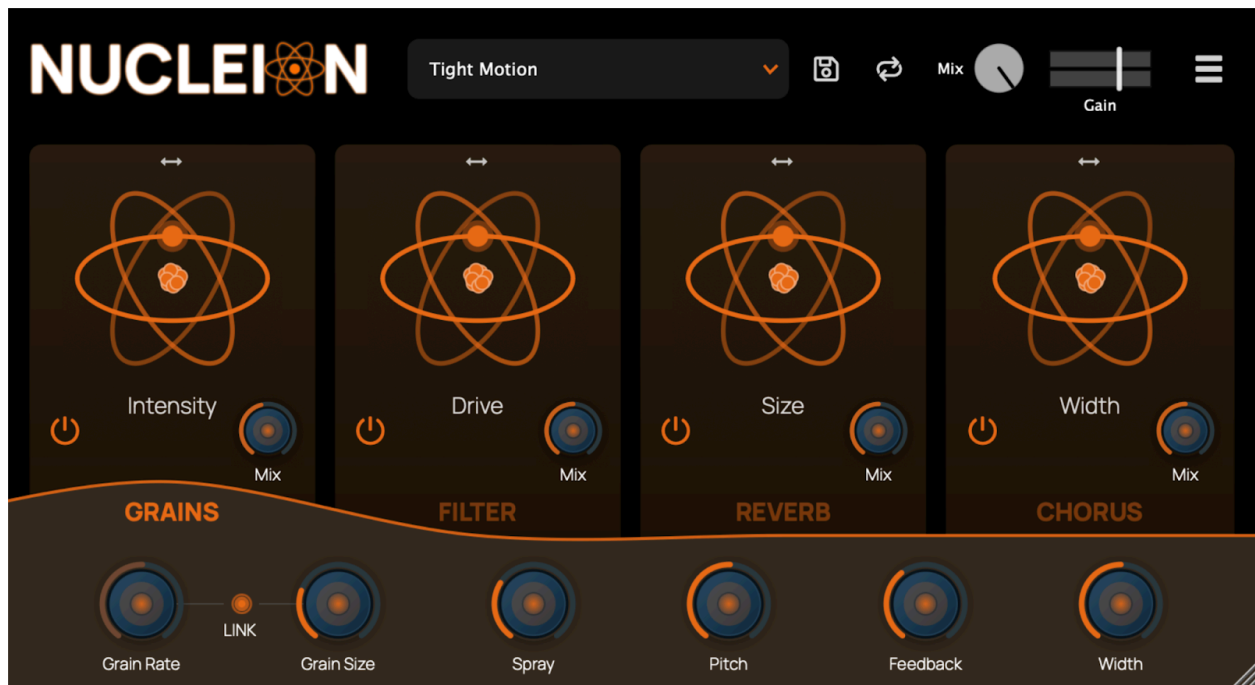 NUCLEION
Tight Motion
Mix
Gain
Intensity
Mix
Drive
Mix
Size
Mix
Width
Mix
GRAINS
FILTER
REVERB
CHORUS
LINK
Grain Rate
Grain Size
Spray
Pitch
Feedback
Width